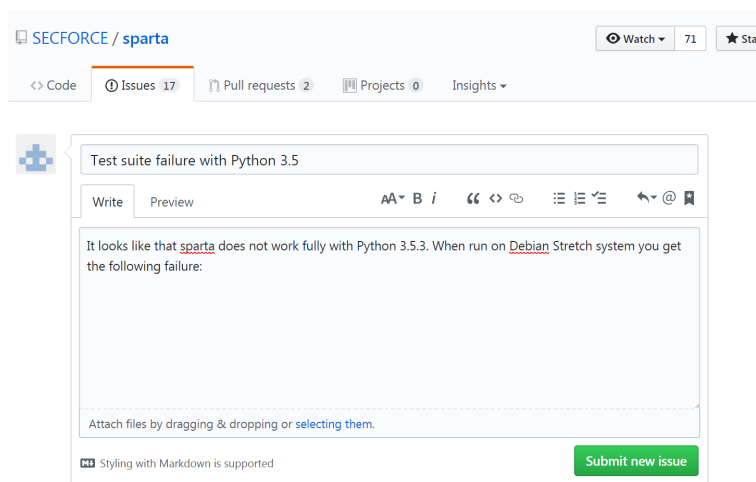 SECFORCE / sparta
Watch 71
Code Issues 17 Pull requests 2 Projects 0 Insights
Test suite failure with Python 3.5
Write Preview AA B i
It looks like that sparta does not work fully with Python 3.5.3. When run on Debian Stretch system you get
the following failure:
Attach files by dragging & dropping or selecting them.
Styling with Markdown is supported
Submit new issue